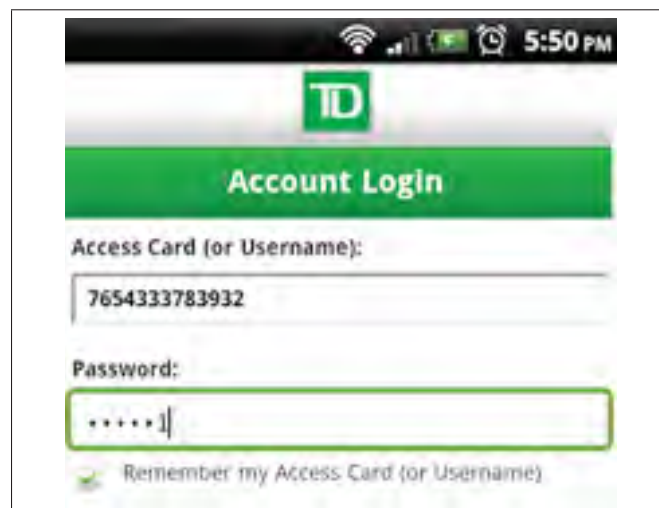 5:50 PM
TD
Account Login
Access Card (or Username):
7654333783932
Password:
•••••1
Remember my Access Card (or Username)